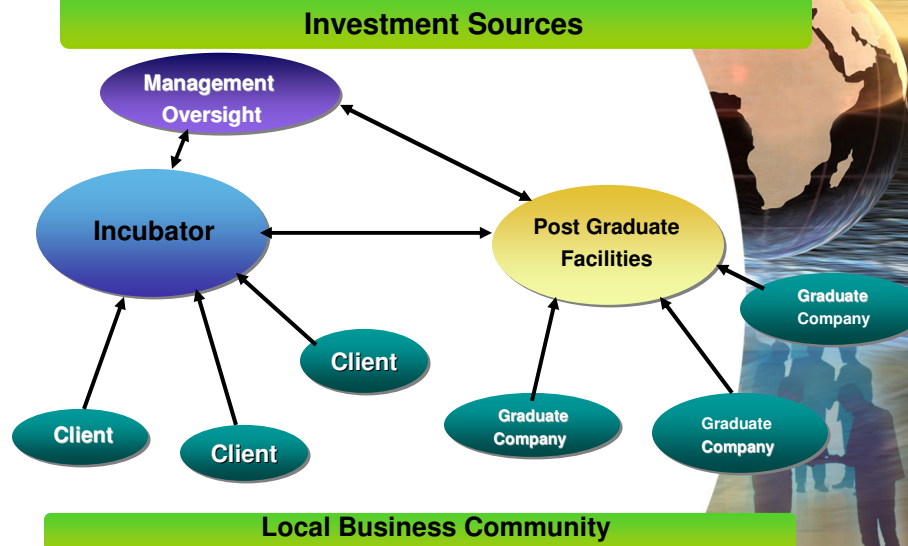 Investment Sources
Management
Oversight
Incubator
Post Graduate
Facilities
Graduate
Company
Client
Client
Client
Graduate
Company
Graduate
Company
Local Business Community